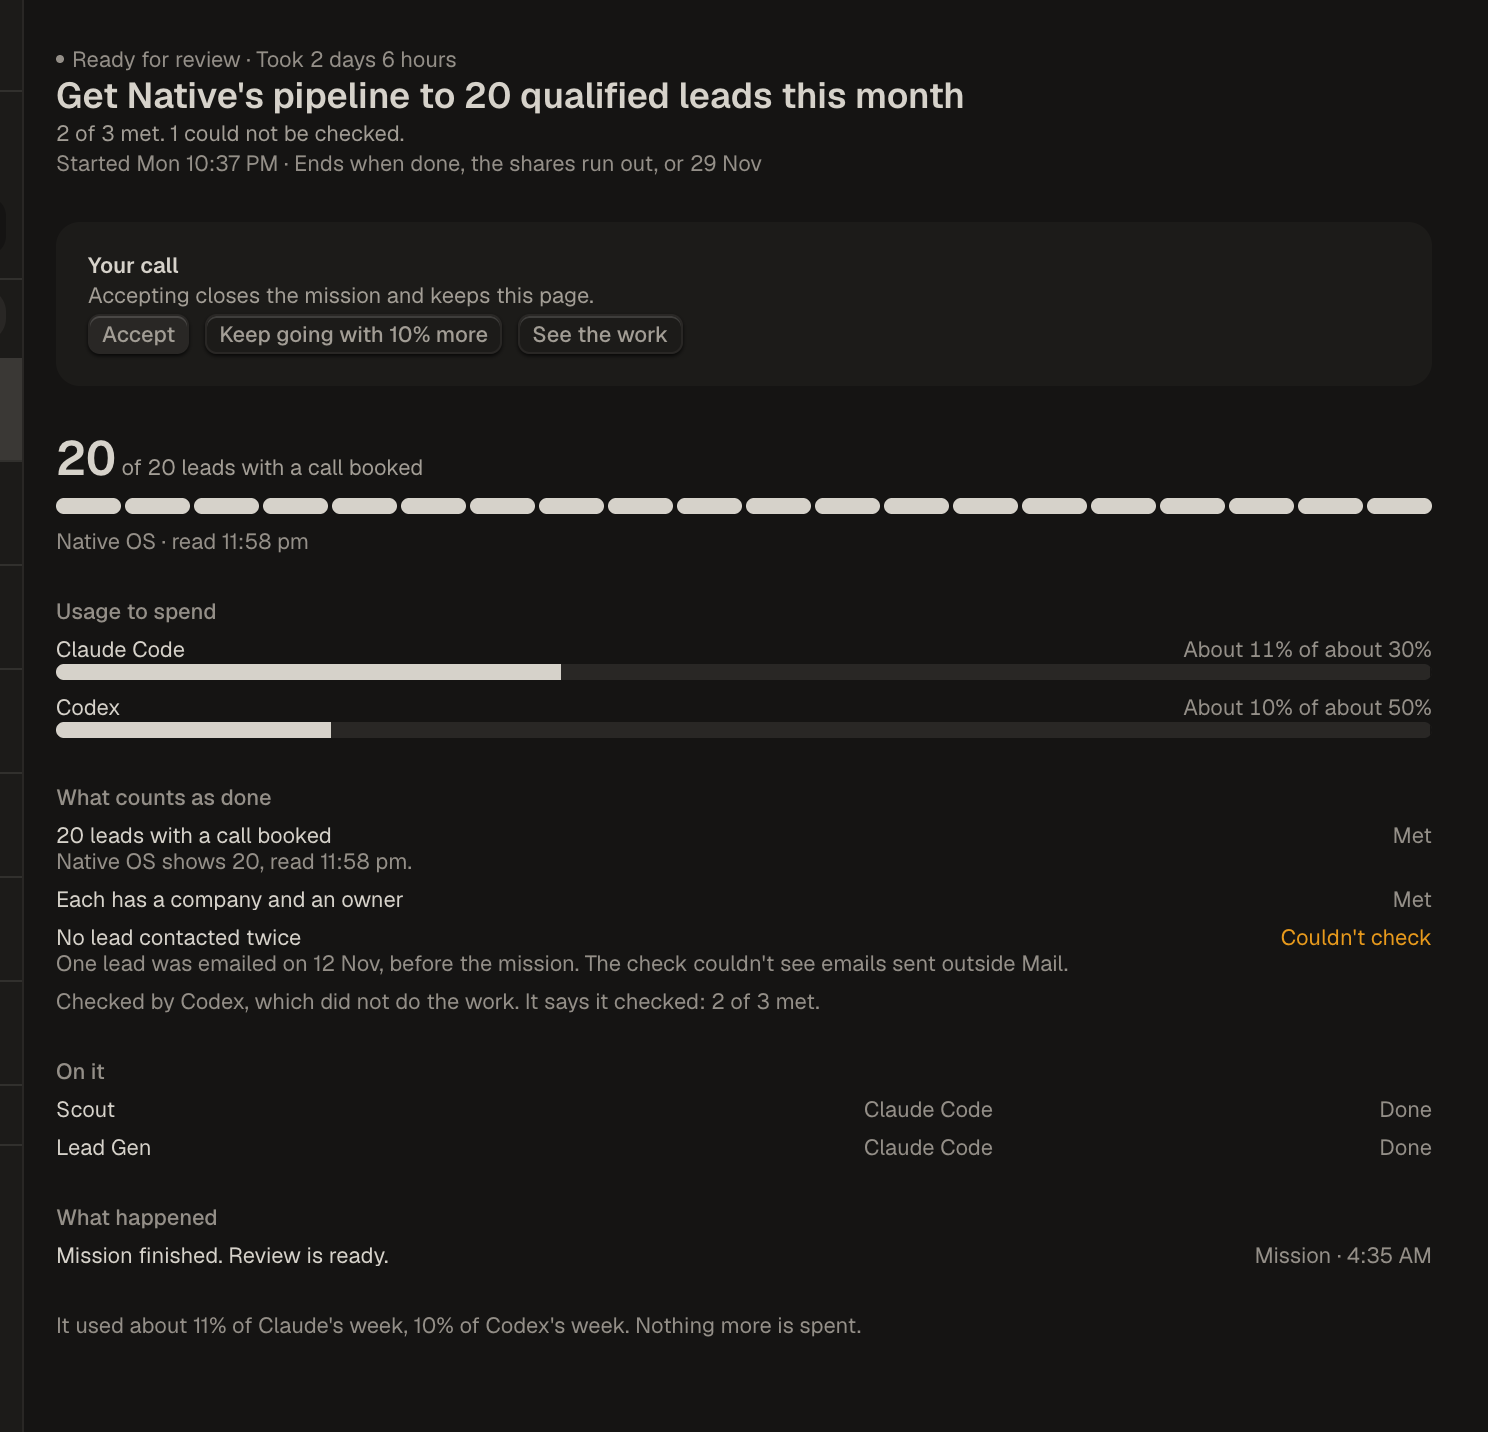 Ready for review · Took 2 days 6 hours
Get Native's pipeline to 20 qualified leads this month
2 of 3 met. 1 could not be checked.
Started Mon 10:37 PM · Ends when done, the shares run out, or 29 Nov
Your call
Accepting closes the mission and keeps this page.
Accept Keep going with 10% more See the work
20 of 20 leads with a call booked
Native OS · read 11:58 pm
Usage to spend
Claude Code About 11% of about 30%
Codex About 10% of about 50%
What counts as done
20 leads with a call booked Met
Native OS shows 20, read 11:58 pm.
Each has a company and an owner Met
No lead contacted twice Couldn't check
One lead was emailed on 12 Nov, before the mission. The check couldn't see emails sent outside Mail.
Checked by Codex, which did not do the work. It says it checked: 2 of 3 met.
On it
Scout Claude Code Done
Lead Gen Claude Code Done
What happened
Mission finished. Review is ready. Mission · 4:35 AM
It used about 11% of Claude's week, 10% of Codex's week. Nothing more is spent.